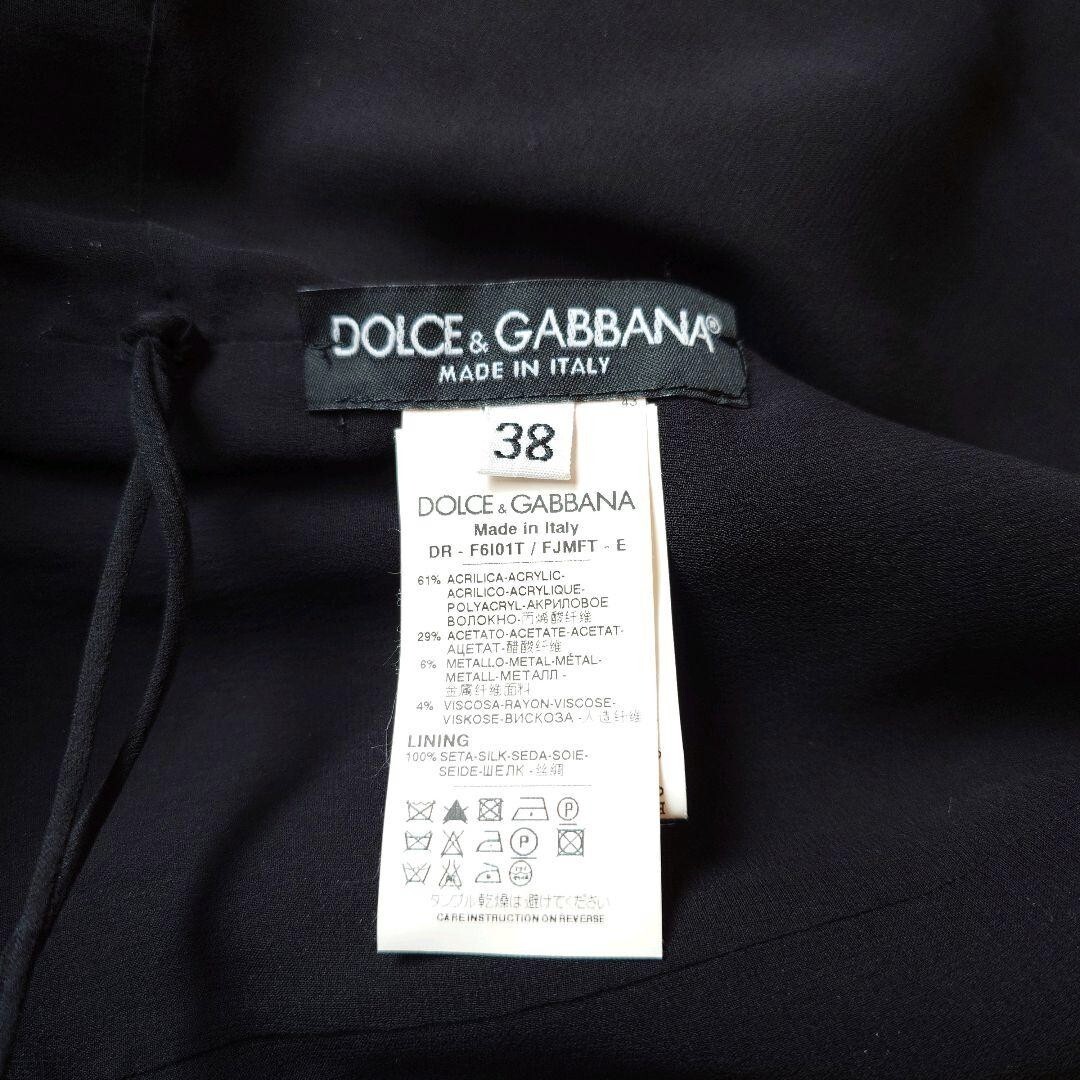 DOLCE & GABBANA®
MADE IN ITALY
38
DOLCE & GABBANA
Made in Italy
DR - F6I01T / FJMFT - E
61% ACRILICA-ACRYLIC-
ACRILICO-ACRYLIQUE-
POLYACRYL-АКРИЛОВОЕ
ВОЛОКНО-丙烯酸纤维
29% ACETATO-ACETATE-ACETAT-
АЦЕТАТ-醋酸纤维
6% METALLO-METAL-MÉTAL-
METALL-МЕТАЛЛ -
金属纤维面料
4% VISCOSA-RAYON-VISCOSE-
VISKOSE-ВИСКОЗА -人造纤维
LINING
100% SETA-SILK-SEDA-SOIE-
SEIDE-ШЕЛК -丝绸
P
P
タンブル乾燥は避けてください
CARE INSTRUCTION ON REVERSE